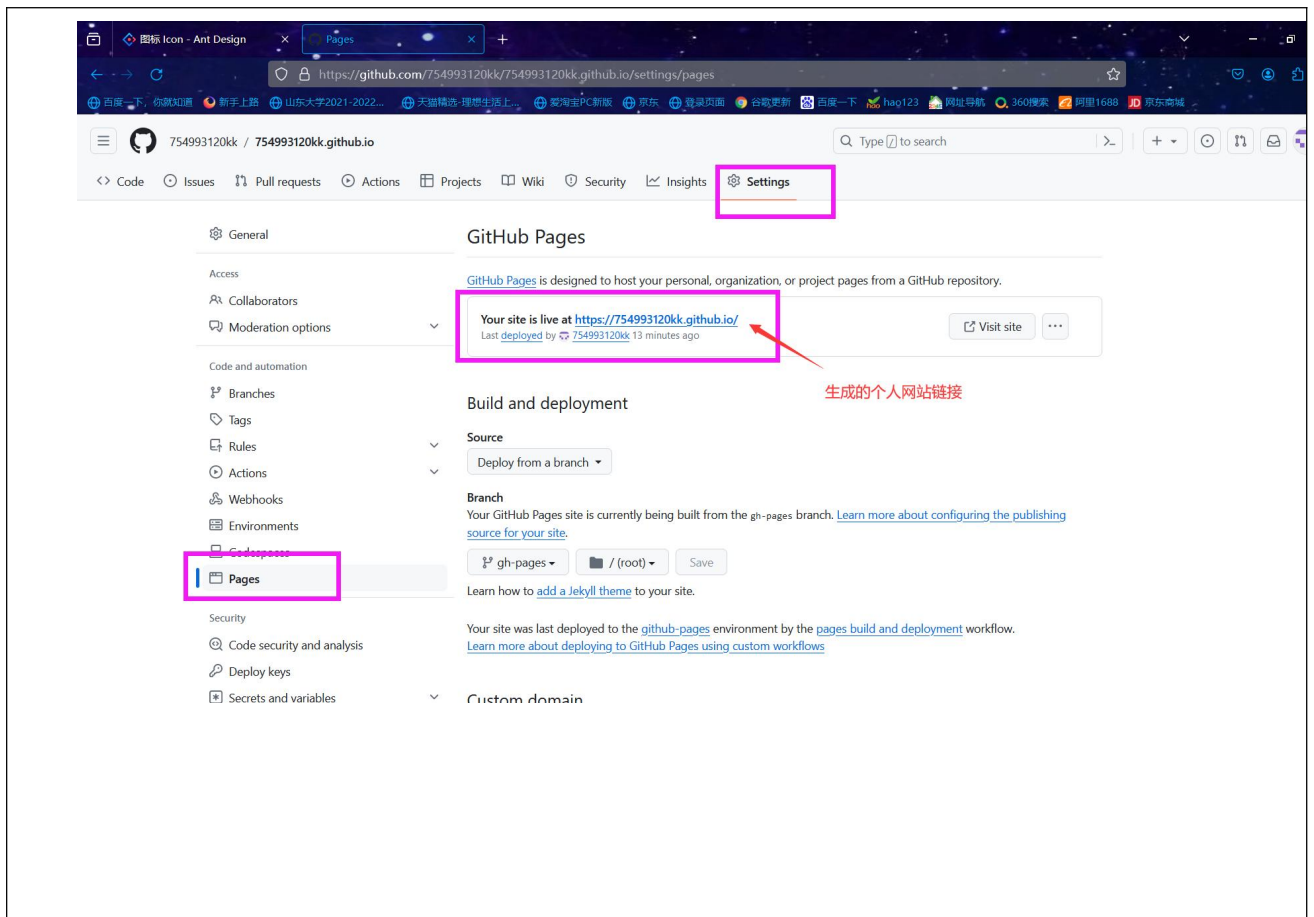 图标 Icon - Ant Design
Pages
https://github.com/754993120kk/754993120kk.github.io/settings/pages
百度一下，你就知道 新手上路 山东大学2021-2022... 天猫精选-理想生活上... 爱淘宝PC新版 京东 登录页面 谷歌更新 百度一下 hao123 网址导航 360搜索 阿里1688 京东商城
754993120kk / 754993120kk.github.io
Type / to search
Code Issues Pull requests Actions Projects Wiki Security Insights Settings
General
Access
Collaborators
Moderation options
Code and automation
Branches
Tags
Rules
Actions
Webhooks
Environments
Codespaces
Pages
Security
Code security and analysis
Deploy keys
Secrets and variables
GitHub Pages
GitHub Pages is designed to host your personal, organization, or project pages from a GitHub repository.
Your site is live at https://754993120kk.github.io/
Last deployed by 754993120kk 13 minutes ago
Visit site
生成的个人网站链接
Build and deployment
Source
Deploy from a branch
Branch
Your GitHub Pages site is currently being built from the gh-pages branch. Learn more about configuring the publishing
source for your site.
gh-pages / (root) Save
Learn how to add a Jekyll theme to your site.
Your site was last deployed to the github-pages environment by the pages build and deployment workflow.
Learn more about deploying to GitHub Pages using custom workflows
Custom domain